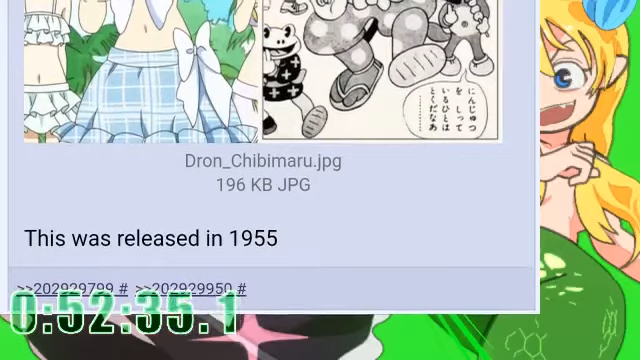 にんじゅつ
を しって
いるひとは
とくだなあ
…………
Dron_Chibimaru.jpg
196 KB JPG
This was released in 1955
>>202929799 # >>202929950 #
0:52:35.1